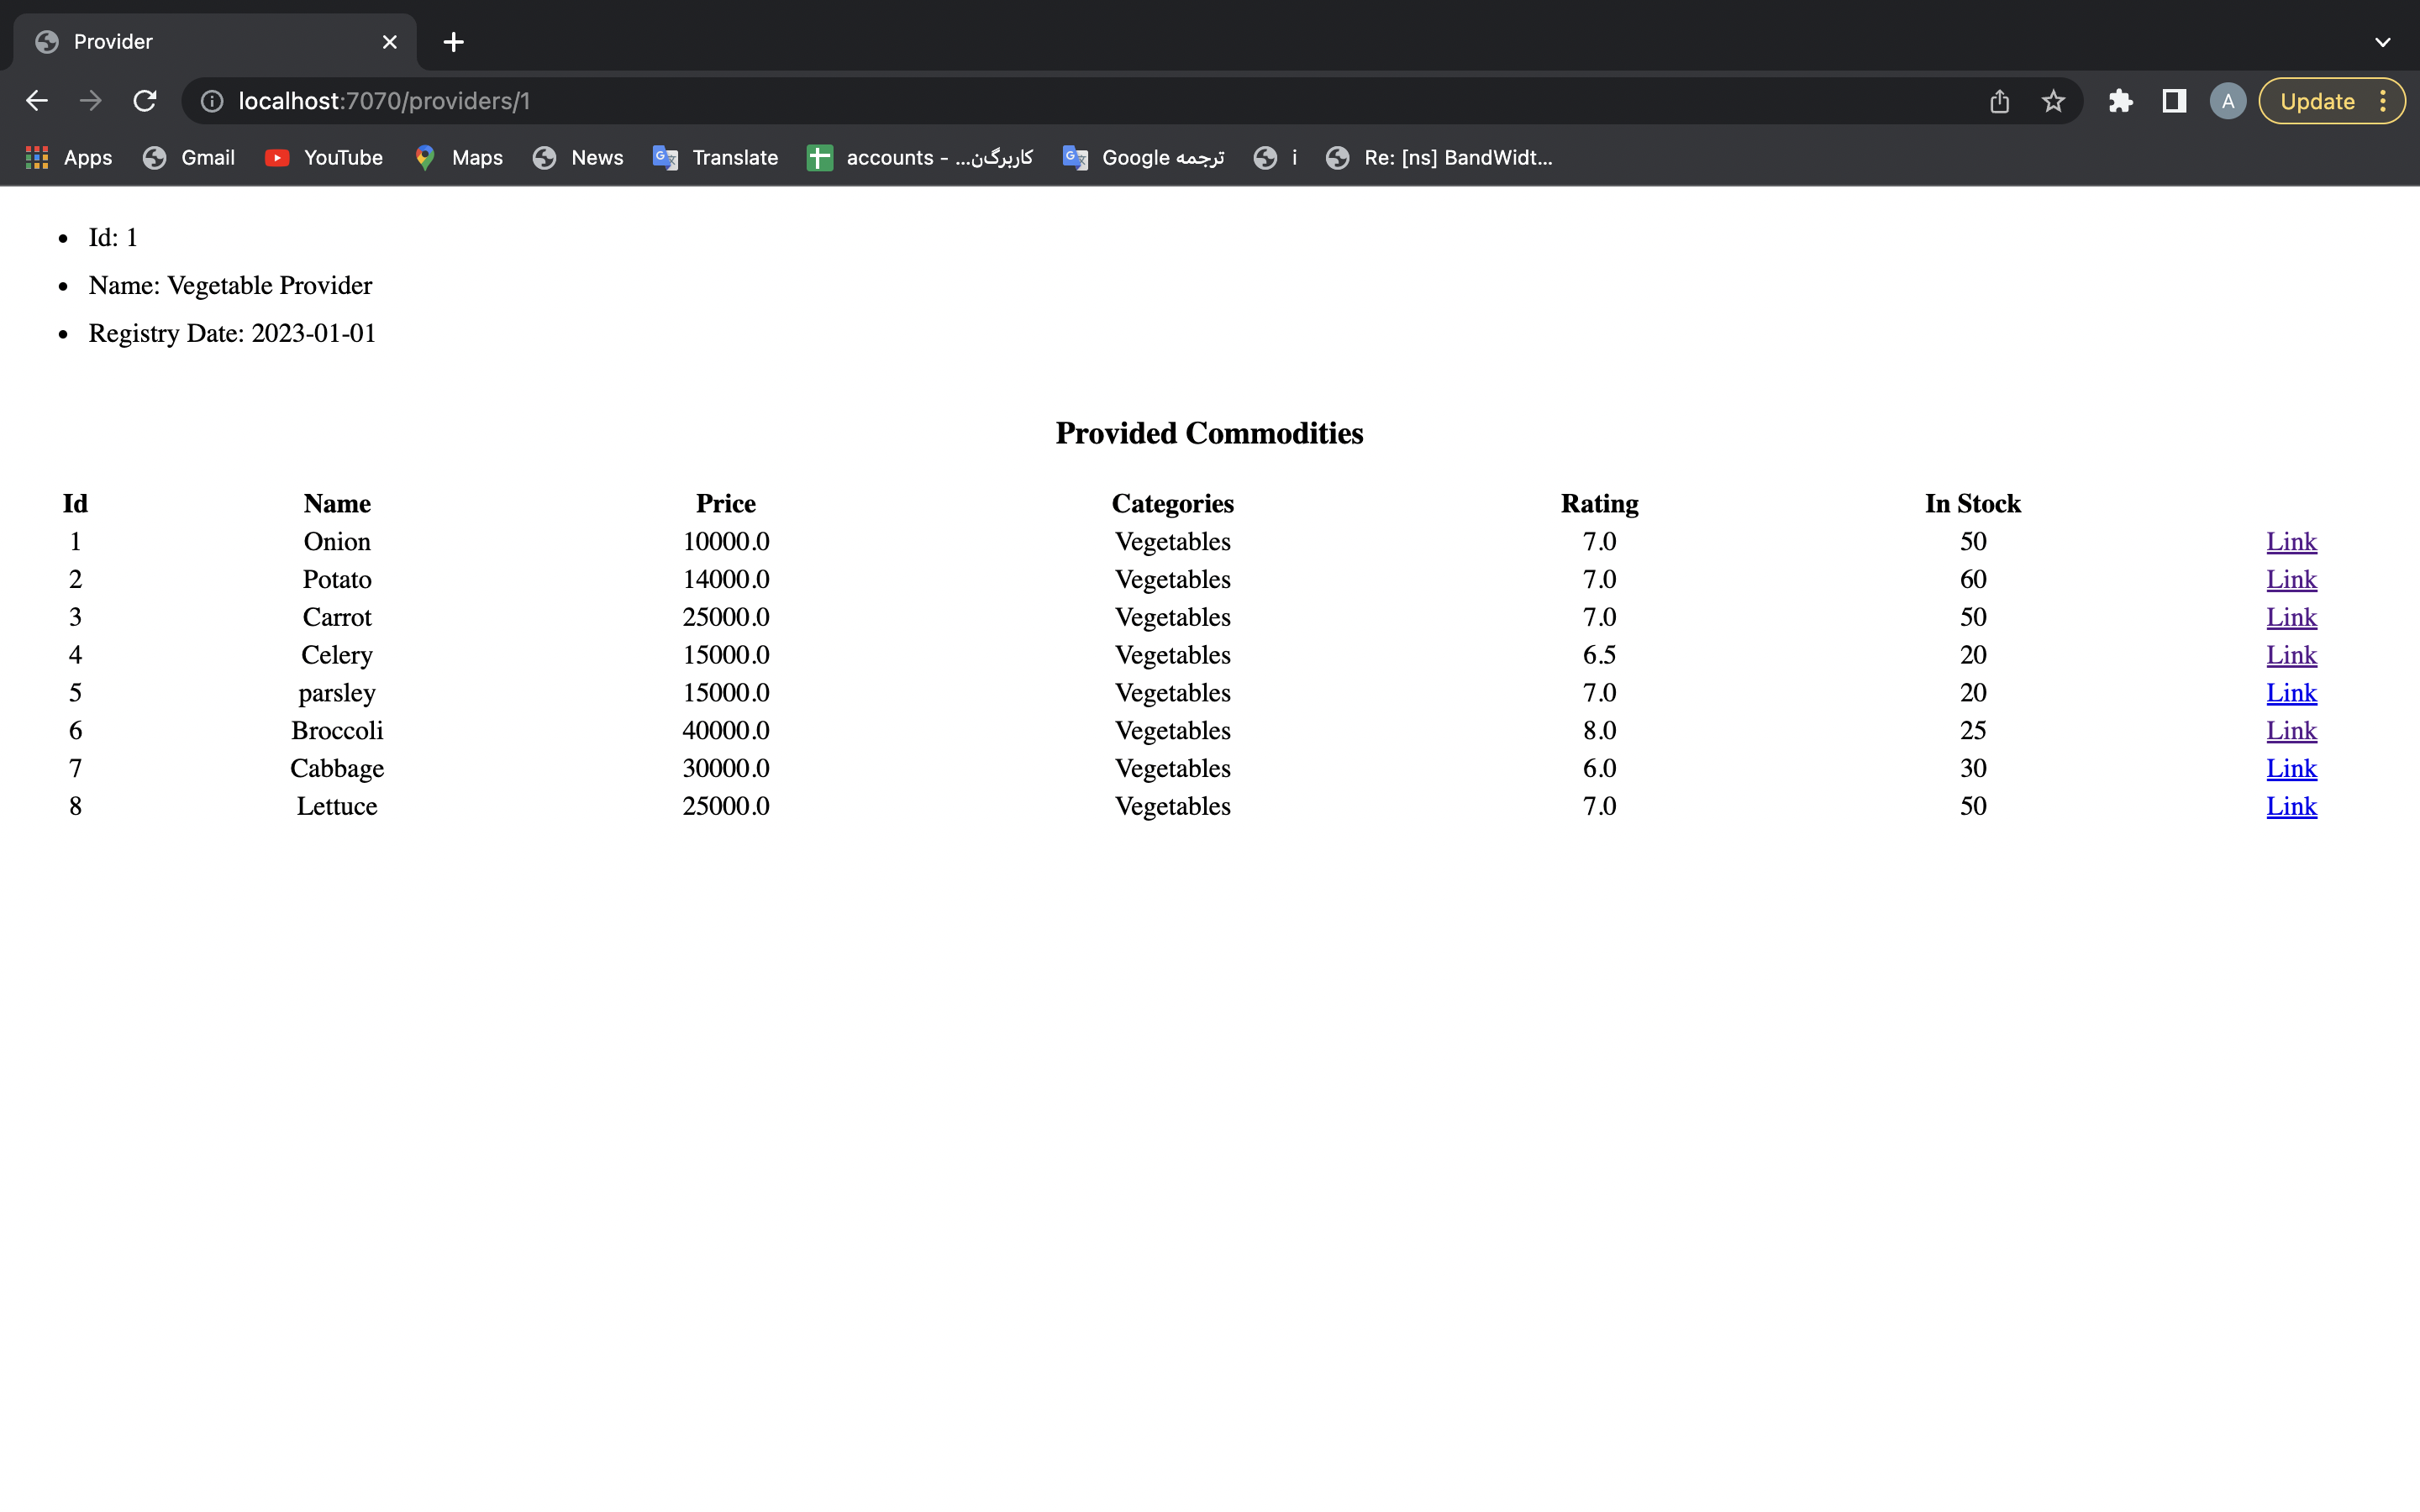 Provider
localhost:7070/providers/1
A
Update
Apps Gmail YouTube Maps News Translate accounts - ...کاربرگ‌ن Google ترجمه i Re: [ns] BandWidt...
• Id: 1
• Name: Vegetable Provider
• Registry Date: 2023-01-01
Provided Commodities
Id Name Price Categories Rating In Stock
1 Onion 10000.0 Vegetables 7.0 50 Link
2 Potato 14000.0 Vegetables 7.0 60 Link
3 Carrot 25000.0 Vegetables 7.0 50 Link
4 Celery 15000.0 Vegetables 6.5 20 Link
5 parsley 15000.0 Vegetables 7.0 20 Link
6 Broccoli 40000.0 Vegetables 8.0 25 Link
7 Cabbage 30000.0 Vegetables 6.0 30 Link
8 Lettuce 25000.0 Vegetables 7.0 50 Link